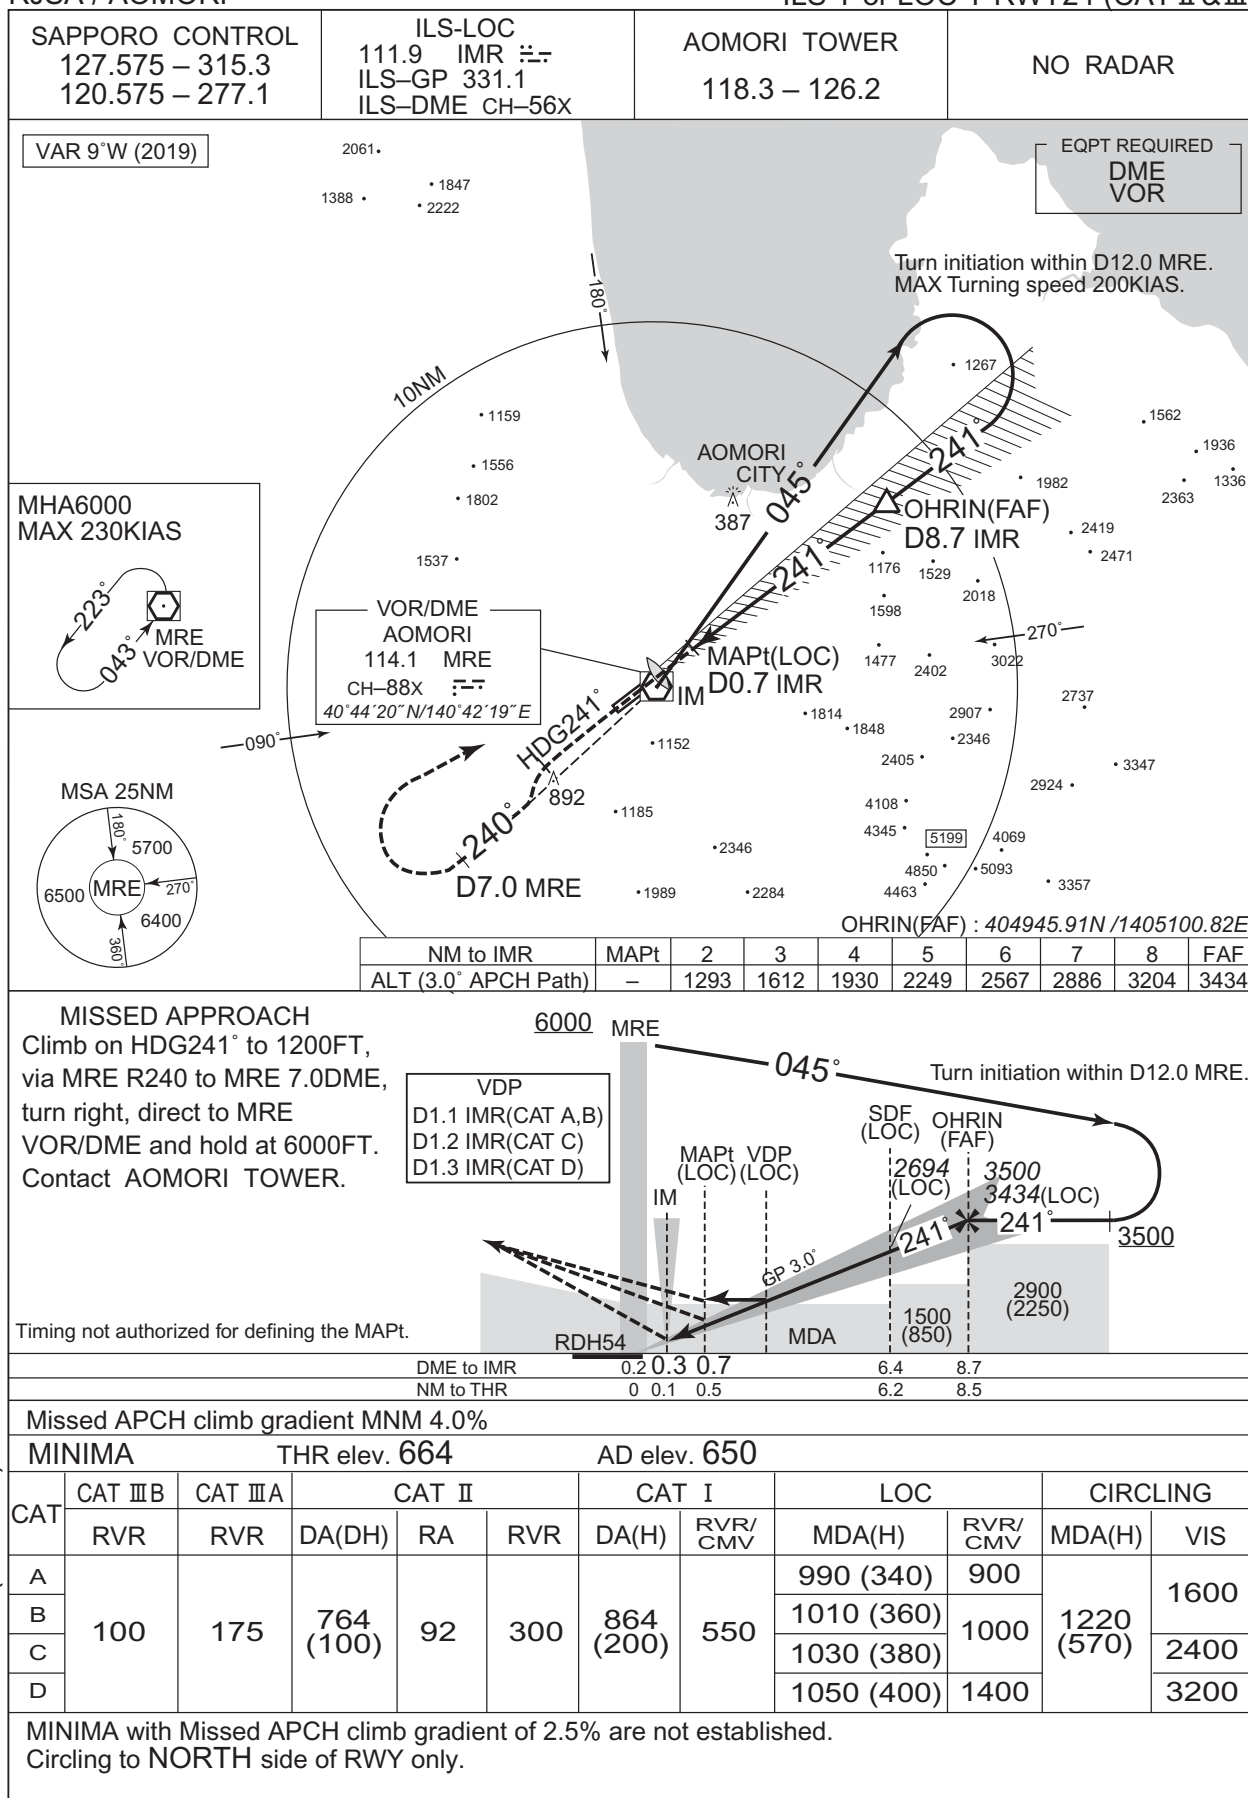 RJSA / AOMORI
ILS Y or LOC Y RWY24 (CAT Ⅱ & Ⅲ
SAPPORO CONTROL
127.575 – 315.3
120.575 – 277.1
ILS-LOC
111.9 IMR
ILS–GP 331.1
ILS–DME CH–56X
AOMORI TOWER
118.3 – 126.2
NO RADAR
VAR 9°W (2019)
EQPT REQUIRED
DME
VOR
2061
1847
1388
2222
Turn initiation within D12.0 MRE.
MAX Turning speed 200KIAS.
180°
10NM
1267
1159
1562
1936
1336
2363
1556
1802
1537
AOMORI
CITY
387
045°
241°
1982
OHRIN(FAF)
D8.7 IMR
2419
2471
241°
1176
1529
2018
1598
270°
1477
2402
3022
MHA6000
MAX 230KIAS
223°
043°
MRE
VOR/DME
VOR/DME
AOMORI
114.1 MRE
CH–88X
40°44´20˝N/140°42´19˝E
MAPt(LOC)
D0.7 IMR
IM
HDG241°
090°
1814
1848
2907
2737
2346
1152
2405
3347
892
2924
1185
4108
4345
5199
4069
240°
2346
4850
5093
4463
3357
D7.0 MRE
1989
2284
MSA 25NM
180°
5700
MRE
6500
270°
6400
360°
OHRIN(FAF) : 404945.91N /1405100.82E
NM to IMR MAPt 2 3 4 5 6 7 8 FAF
ALT (3.0° APCH Path) – 1293 1612 1930 2249 2567 2886 3204 3434
MISSED APPROACH
Climb on HDG241° to 1200FT,
via MRE R240 to MRE 7.0DME,
turn right, direct to MRE
VOR/DME and hold at 6000FT.
Contact AOMORI TOWER.
VDP
D1.1 IMR(CAT A,B)
D1.2 IMR(CAT C)
D1.3 IMR(CAT D)
6000 MRE
045°
Turn initiation within D12.0 MRE.
SDF
(LOC)
OHRIN
(FAF)
MAPt
(LOC)
VDP
(LOC)
2694
(LOC)
3500
3434(LOC)
IM
241°
241°
3500
GP 3.0°
2900
(2250)
1500
(850)
MDA
RDH54
Timing not authorized for defining the MAPt.
DME to IMR 0.2 0.3 0.7 6.4 8.7
NM to THR 0 0.1 0.5 6.2 8.5
Missed APCH climb gradient MNM 4.0%
MINIMA THR elev. 664 AD elev. 650
CAT CAT ⅢB CAT ⅢA CAT Ⅱ CAT Ⅰ LOC CIRCLING
RVR RVR DA(DH) RA RVR DA(H) RVR/CMV MDA(H) RVR/CMV MDA(H) VIS
A 990 (340) 900 1600
B 100 175 764 (100) 92 300 864 (200) 550 1010 (360) 1000 1220 (570)
C 1030 (380) 2400
D 1050 (400) 1400 3200
MINIMA with Missed APCH climb gradient of 2.5% are not established.
Circling to NORTH side of RWY only.